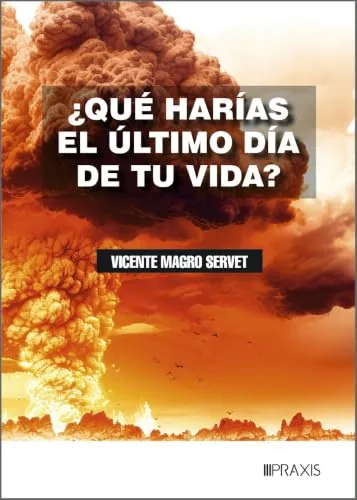 ¿QUÉ HARÍAS
EL ÚLTIMO DÍA
DE TU VIDA?
VICENTE MAGRO SERVET
PRAXIS